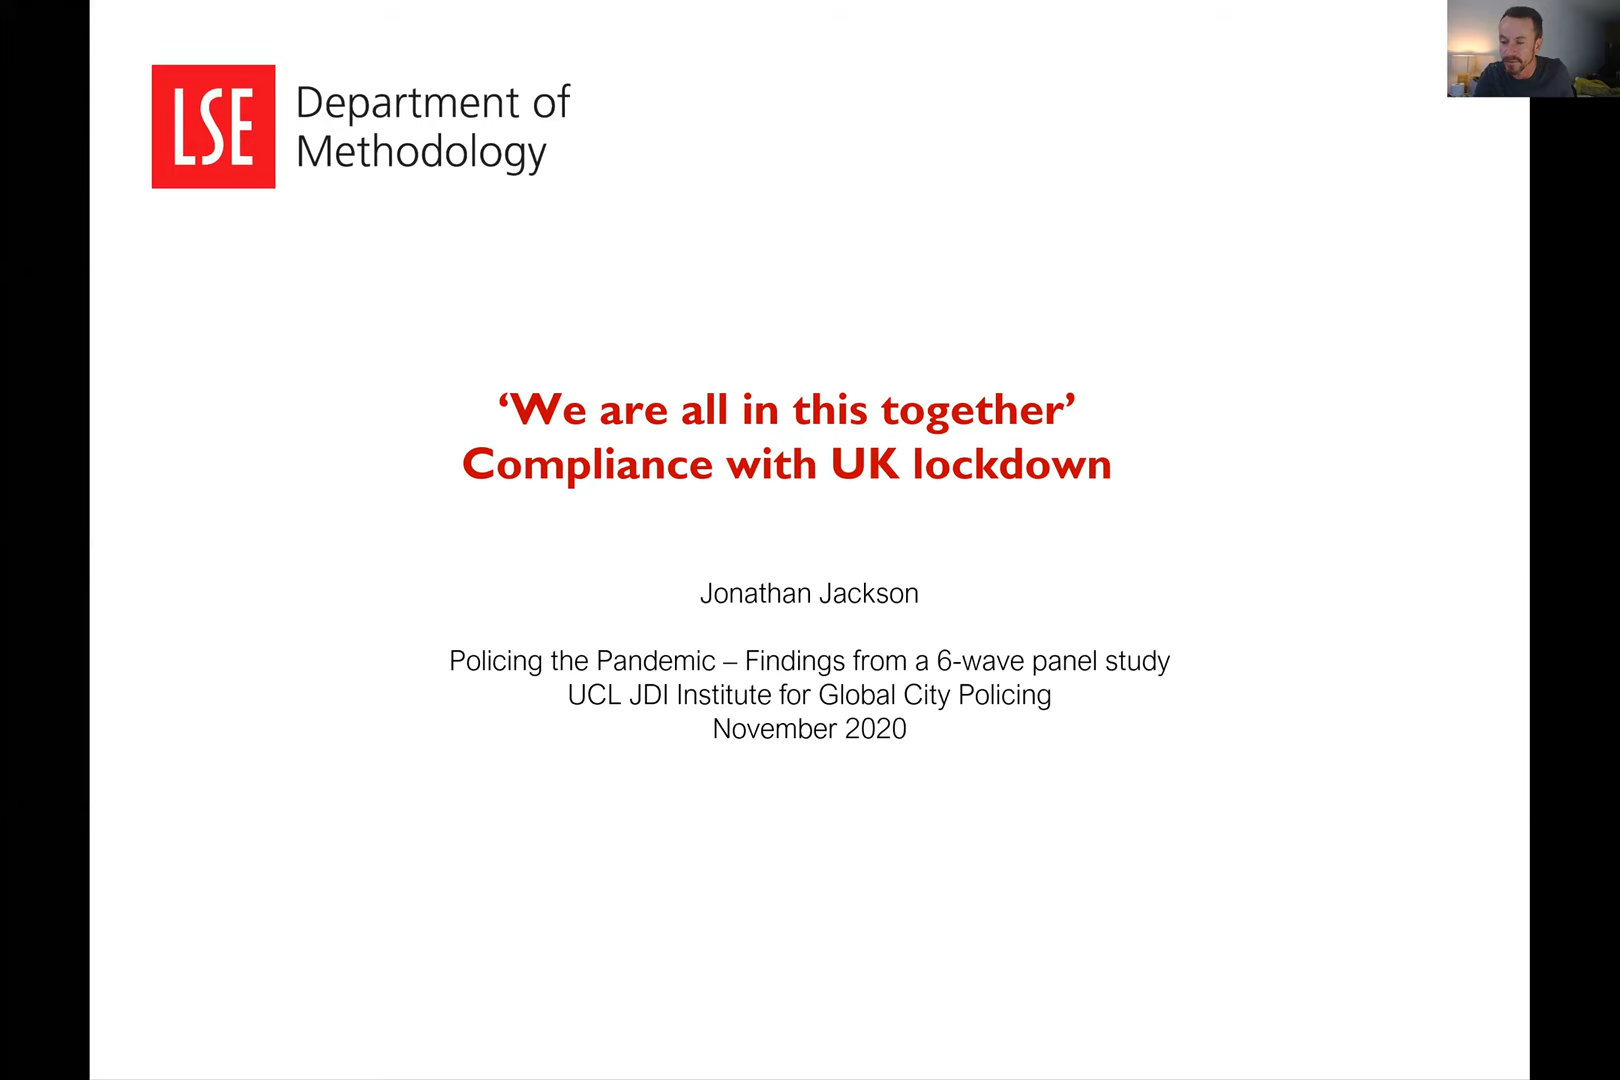 LSE
Department of
Methodology
‘We are all in this together’
Compliance with UK lockdown
Jonathan Jackson
Policing the Pandemic – Findings from a 6-wave panel study
UCL JDI Institute for Global City Policing
November 2020